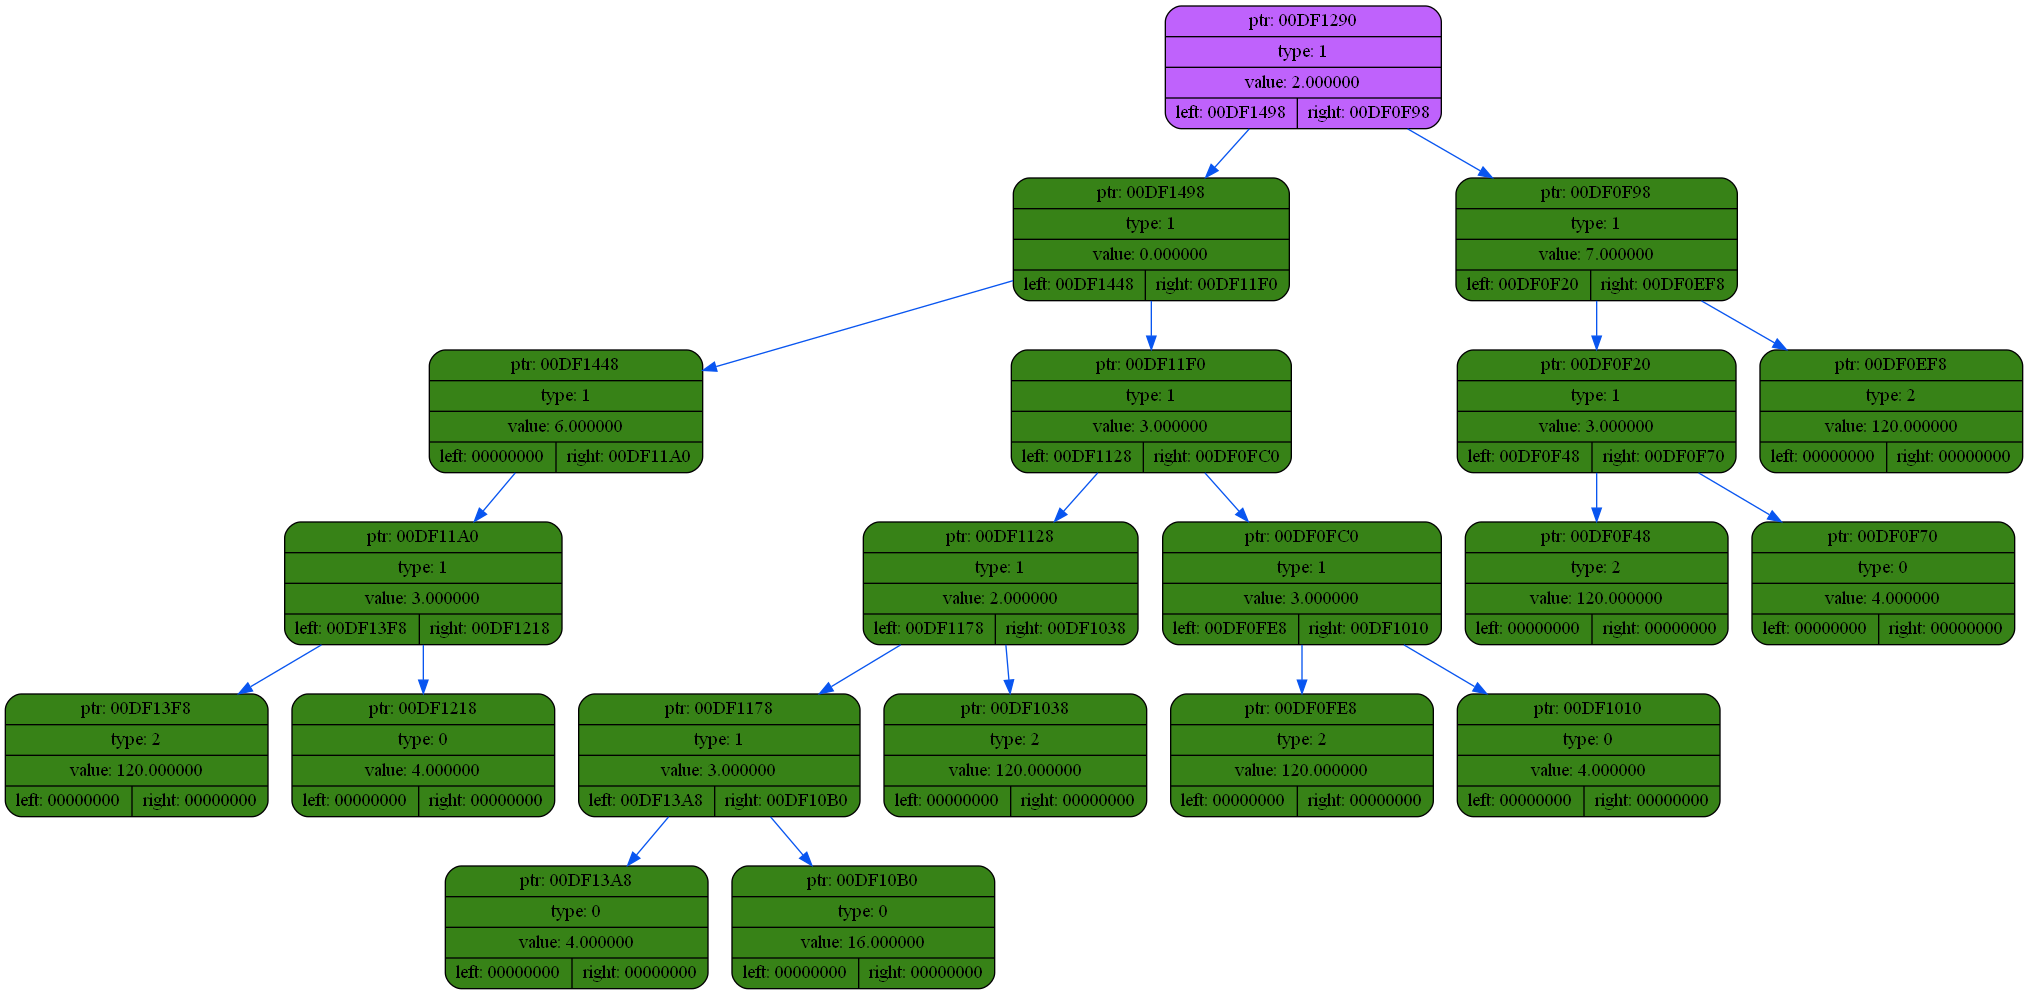 ptr: 00DF1290
type: 1
value: 2.000000
left: 00DF1498 right: 00DF0F98
ptr: 00DF1498
type: 1
value: 0.000000
left: 00DF1448 right: 00DF11F0
ptr: 00DF0F98
type: 1
value: 7.000000
left: 00DF0F20 right: 00DF0EF8
ptr: 00DF1448
type: 1
value: 6.000000
left: 00000000 right: 00DF11A0
ptr: 00DF11F0
type: 1
value: 3.000000
left: 00DF1128 right: 00DF0FC0
ptr: 00DF0F20
type: 1
value: 3.000000
left: 00DF0F48 right: 00DF0F70
ptr: 00DF0EF8
type: 2
value: 120.000000
left: 00000000 right: 00000000
ptr: 00DF11A0
type: 1
value: 3.000000
left: 00DF13F8 right: 00DF1218
ptr: 00DF1128
type: 1
value: 2.000000
left: 00DF1178 right: 00DF1038
ptr: 00DF0FC0
type: 1
value: 3.000000
left: 00DF0FE8 right: 00DF1010
ptr: 00DF0F48
type: 2
value: 120.000000
left: 00000000 right: 00000000
ptr: 00DF0F70
type: 0
value: 4.000000
left: 00000000 right: 00000000
ptr: 00DF13F8
type: 2
value: 120.000000
left: 00000000 right: 00000000
ptr: 00DF1218
type: 0
value: 4.000000
left: 00000000 right: 00000000
ptr: 00DF1178
type: 1
value: 3.000000
left: 00DF13A8 right: 00DF10B0
ptr: 00DF1038
type: 2
value: 120.000000
left: 00000000 right: 00000000
ptr: 00DF0FE8
type: 2
value: 120.000000
left: 00000000 right: 00000000
ptr: 00DF1010
type: 0
value: 4.000000
left: 00000000 right: 00000000
ptr: 00DF13A8
type: 0
value: 4.000000
left: 00000000 right: 00000000
ptr: 00DF10B0
type: 0
value: 16.000000
left: 00000000 right: 00000000